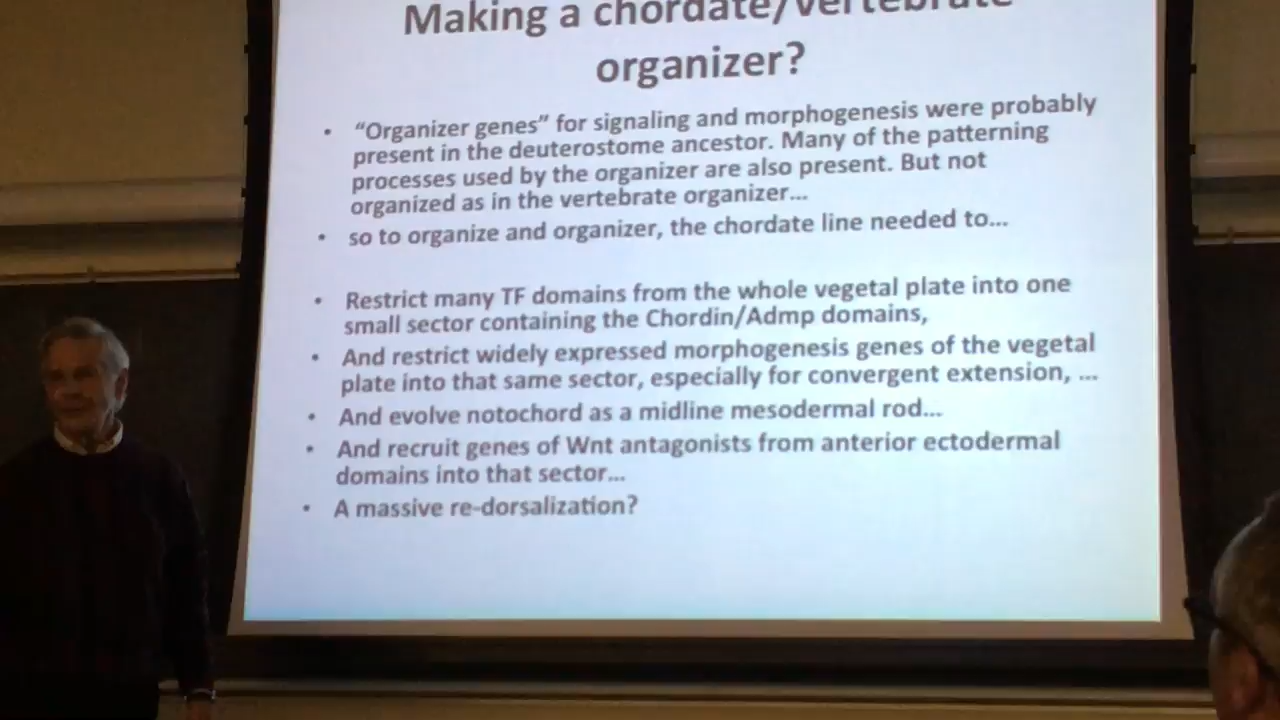 Making a chordate/vertebrate
organizer?
• “Organizer genes” for signaling and morphogenesis were probably
present in the deuterostome ancestor. Many of the patterning
processes used by the organizer are also present. But not
organized as in the vertebrate organizer...
• so to organize and organizer, the chordate line needed to...
• Restrict many TF domains from the whole vegetal plate into one
small sector containing the Chordin/Admp domains,
• And restrict widely expressed morphogenesis genes of the vegetal
plate into that same sector, especially for convergent extension, ...
• And evolve notochord as a midline mesodermal rod...
• And recruit genes of Wnt antagonists from anterior ectodermal
domains into that sector...
• A massive re-dorsalization?